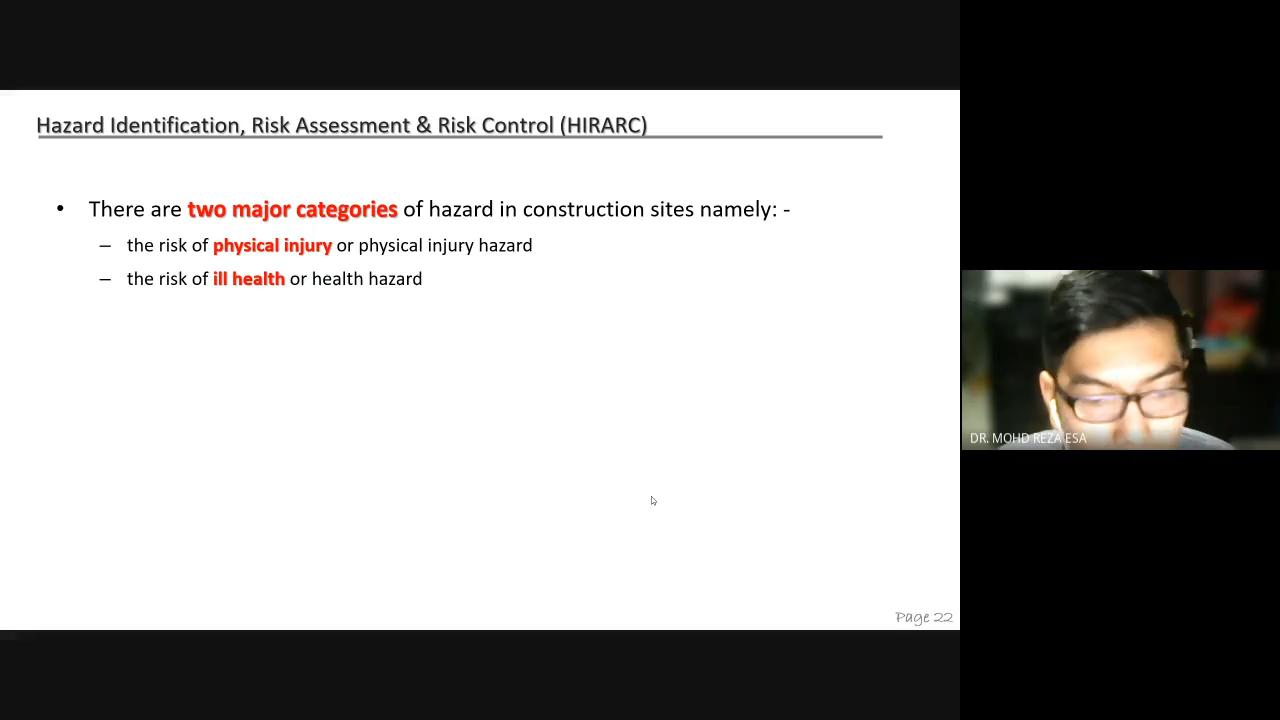 Hazard Identification, Risk Assessment & Risk Control (HIRARC)
• There are two major categories of hazard in construction sites namely: -
– the risk of physical injury or physical injury hazard
– the risk of ill health or health hazard
DR. MOHD REZA ESA
Page 22